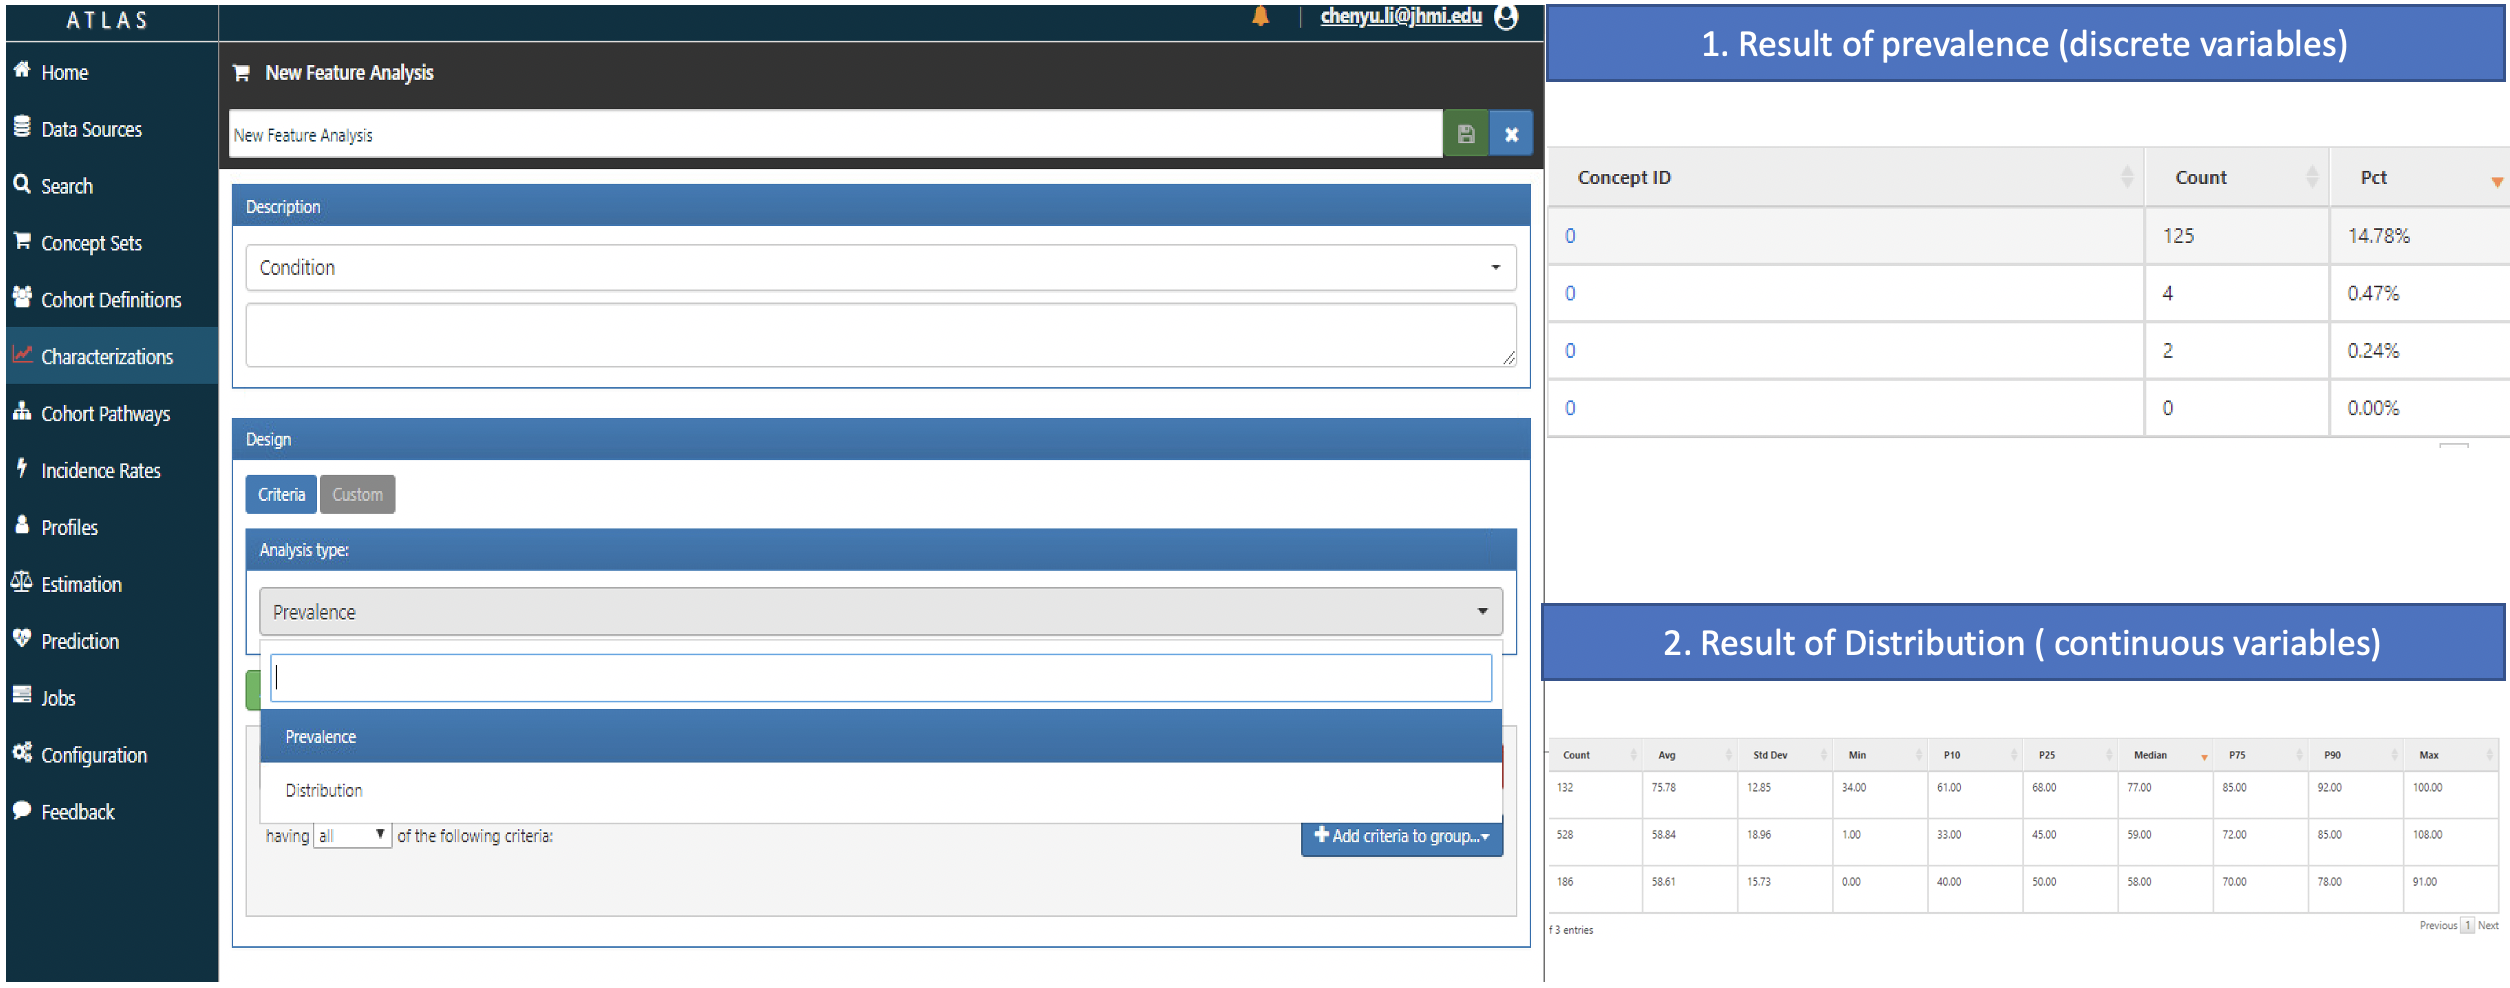 ATLAS
chenyu.li@jhmi.edu
Home
Data Sources
Search
Concept Sets
Cohort Definitions
Characterizations
Cohort Pathways
Incidence Rates
Profiles
Estimation
Prediction
Jobs
Configuration
Feedback
New Feature Analysis
New Feature Analysis
Description
Condition
Design
Criteria Custom
Analysis type:
Prevalence
Prevalence
Distribution
having all of the following criteria:
Add criteria to group...
1. Result of prevalence (discrete variables)
Concept ID Count Pct
0 125 14.78%
0 4 0.47%
0 2 0.24%
0 0 0.00%
2. Result of Distribution ( continuous variables)
Count Avg Std Dev Min P10 P25 Median P75 P90 Max
132 75.78 12.85 34.00 61.00 68.00 77.00 85.00 92.00 100.00
528 58.84 18.96 1.00 33.00 45.00 59.00 72.00 85.00 108.00
186 58.61 15.73 0.00 40.00 50.00 58.00 70.00 78.00 91.00
f 3 entries
Previous 1 Next